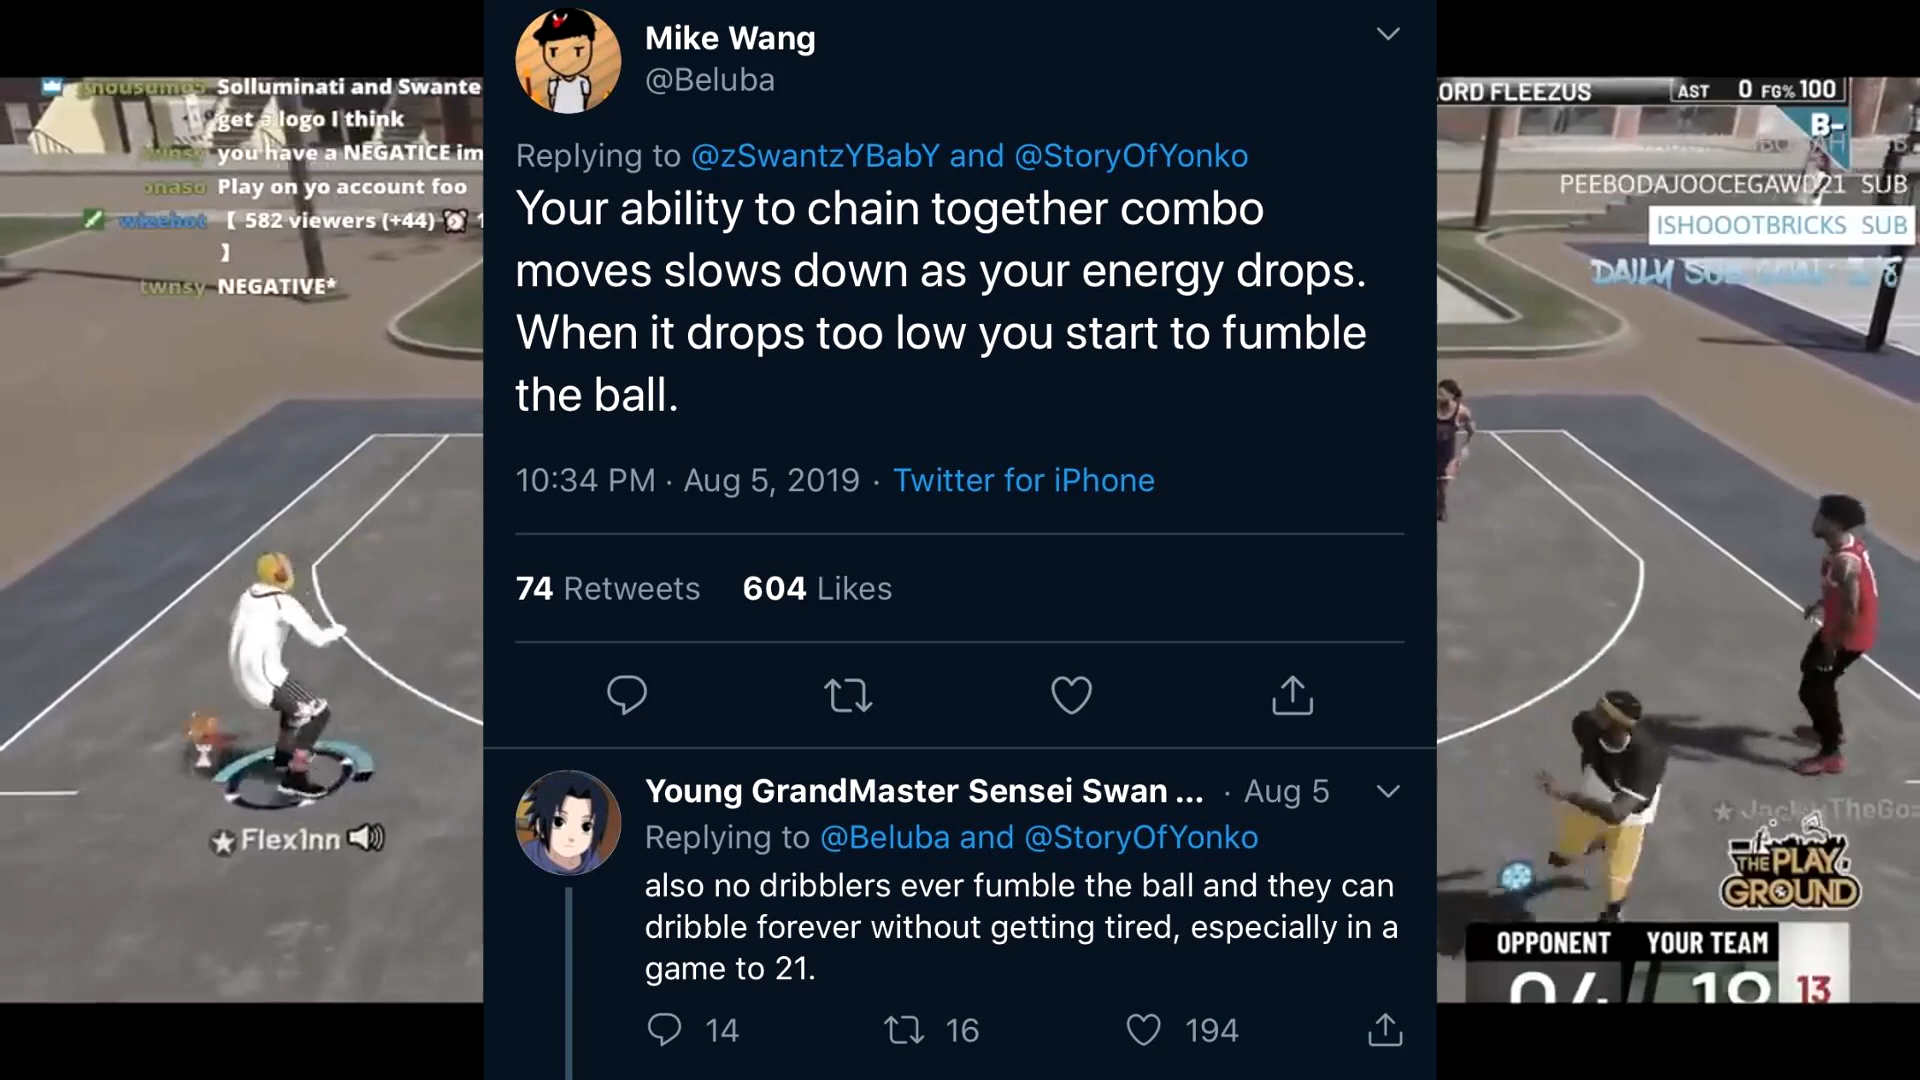 Solluminati and Swante
get a logo I think
twnsy you have a NEGATICE im
onaso Play on yo account foo
wizebot 【 582 viewers (+44)
】
twnsy NEGATIVE*
FlexInn
Mike Wang
@Beluba
Replying to @zSwantzYBabY and @StoryOfYonko
Your ability to chain together combo
moves slows down as your energy drops.
When it drops too low you start to fumble
the ball.
10:34 PM · Aug 5, 2019 · Twitter for iPhone
74 Retweets 604 Likes
Young GrandMaster Sensei Swan ... · Aug 5
Replying to @Beluba and @StoryOfYonko
also no dribblers ever fumble the ball and they can
dribble forever without getting tired, especially in a
game to 21.
14 16 194
ORD FLEEZUS AST 0 FG% 100
B-
PEEBODAJOOCEGAWD21 SUB
ISHOOOTBRICKS SUB
DAILY SUB
THE PLAY
GROUND
OPPONENT YOUR TEAM
13